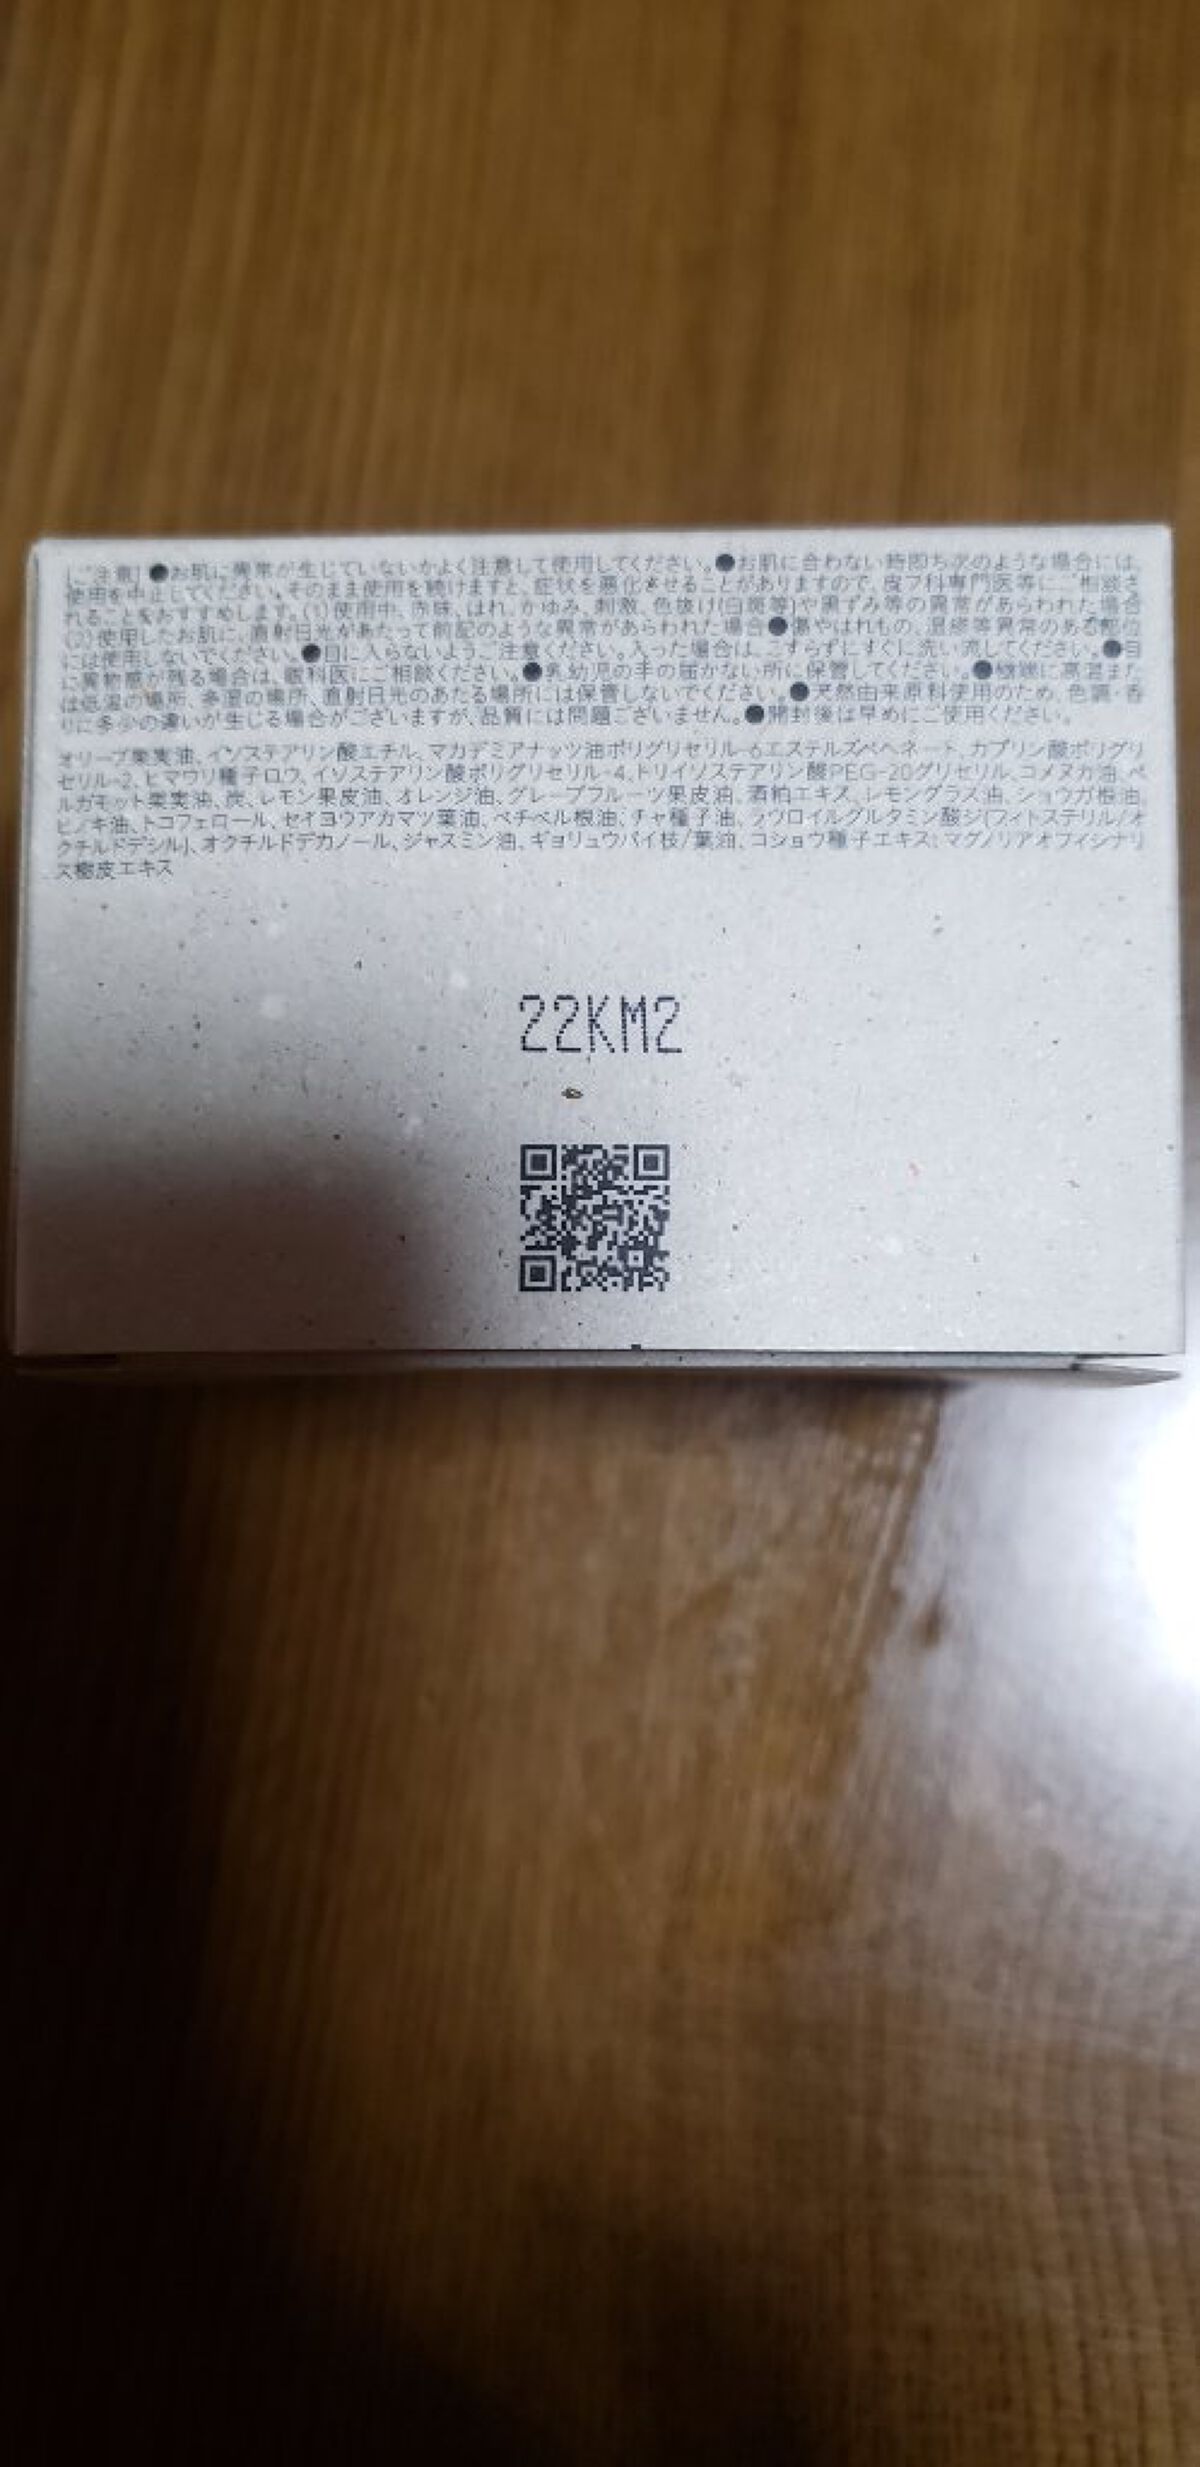 [ご注意]●お肌に異常が生じていないかよく注意して使用してください。●お肌に合わない時即ち次のような場合には、
使用を中止してください。そのまま使用を続けますと、症状を悪化させることがありますので、皮フ科専門医等にご相談さ
れることをおすすめします。(1)使用中、赤味、はれ、かゆみ、刺激、色抜け(白斑等)や黒ずみ等の異常があらわれた場合
(2)使用したお肌に、直射日光があたって前記のような異常があらわれた場合●傷やはれもの、湿疹等異常のある部位
には使用しないでください。●目に入らないようご注意ください。入った場合は、こすらずにすぐに洗い流してください。●目
に異物感が残る場合は、眼科医にご相談ください。●乳幼児の手の届かない所に保管してください。●極端に高温また
は低温の場所、多湿の場所、直射日光のあたる場所には保管しないでください。●天然由来原料使用のため、色調・香
りに多少の違いが生じる場合がございますが、品質には問題ございません。●開封後は早めにご使用ください。
オリーブ果実油、イソステアリン酸エチル、マカデミアナッツ油ポリグリセリル-6エステルズベヘネート、カプリン酸ポリグリ
セリル-2、ヒマワリ種子ロウ、イソステアリン酸ポリグリセリル-4、トリイソステアリン酸PEG-20グリセリル、コメヌカ油、ベ
ルガモット果実油、炭、レモン果皮油、オレンジ油、グレープフルーツ果皮油、酒粕エキス、レモングラス油、ショウガ根油、
ヒノキ油、トコフェロール、セイヨウアカマツ葉油、ベチベル根油、チャ種子油、ラウロイルグルタミン酸ジ(フィトステリル/オ
クチルドデシル)、オクチルドデカノール、ジャスミン油、ギョリュウバイ枝/葉油、コショウ種子エキス、マグノリアオフィシナリ
ス樹皮エキス
22KM2